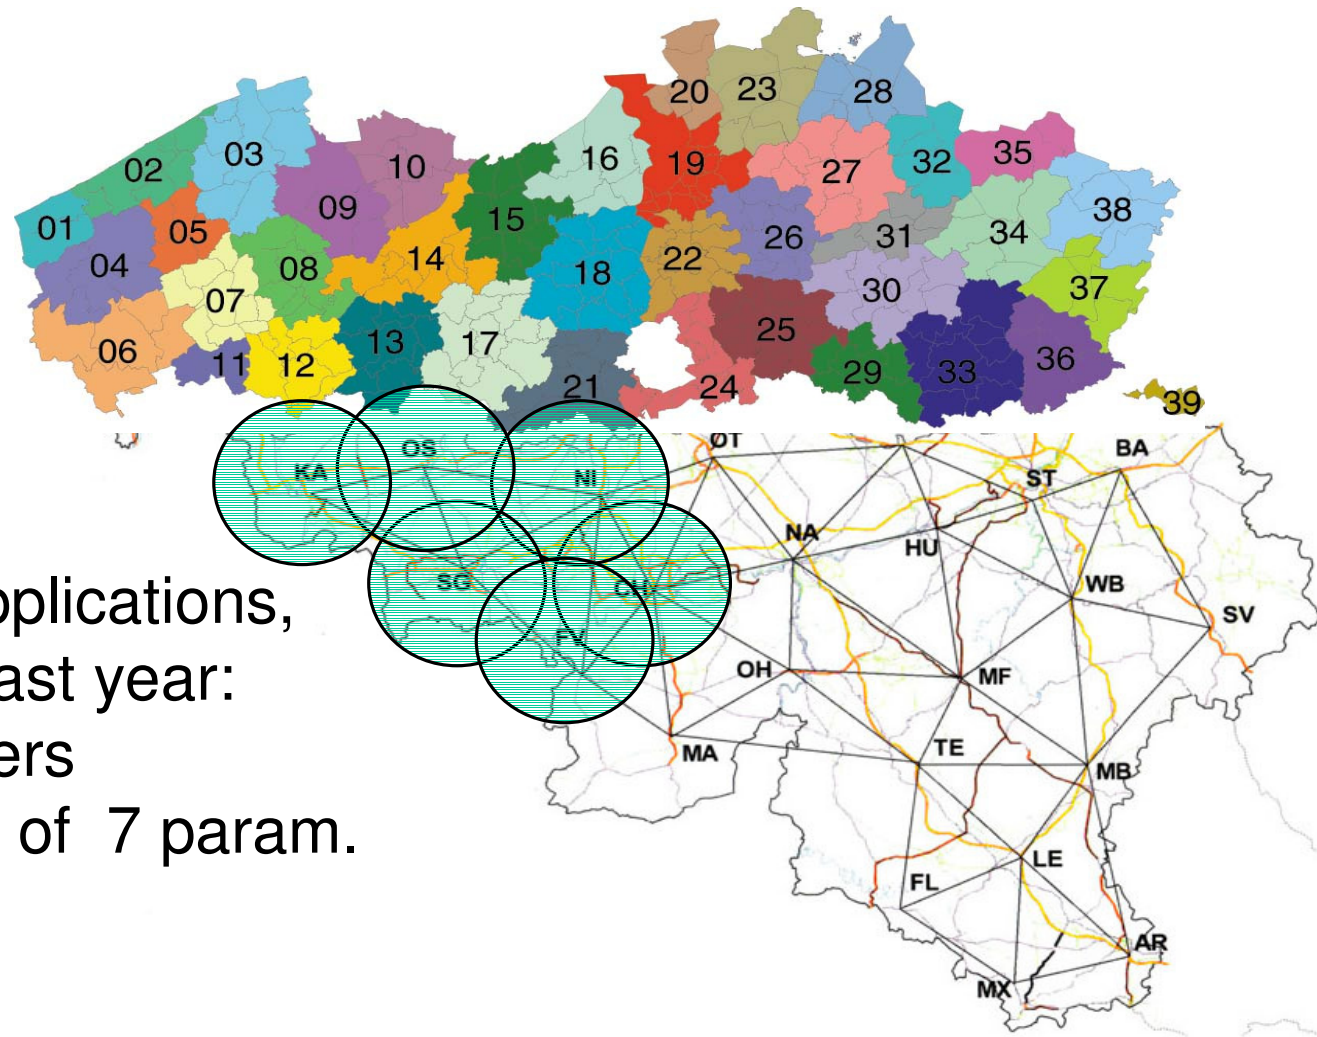 20 23 28
02 03 10 16 19 27 32 35
01 05 09 15 38
04 08 14 18 22 26 31 34
07 30 37
06 11 12 13 17 21 25 24 29 33 36 39
KA OS NI OT ST BA
NA HU
SG CH WB SV
pplications,
FV
ast year:
OH MF
ers
MA TE MB
of 7 param.
LE
FL
AR
MX